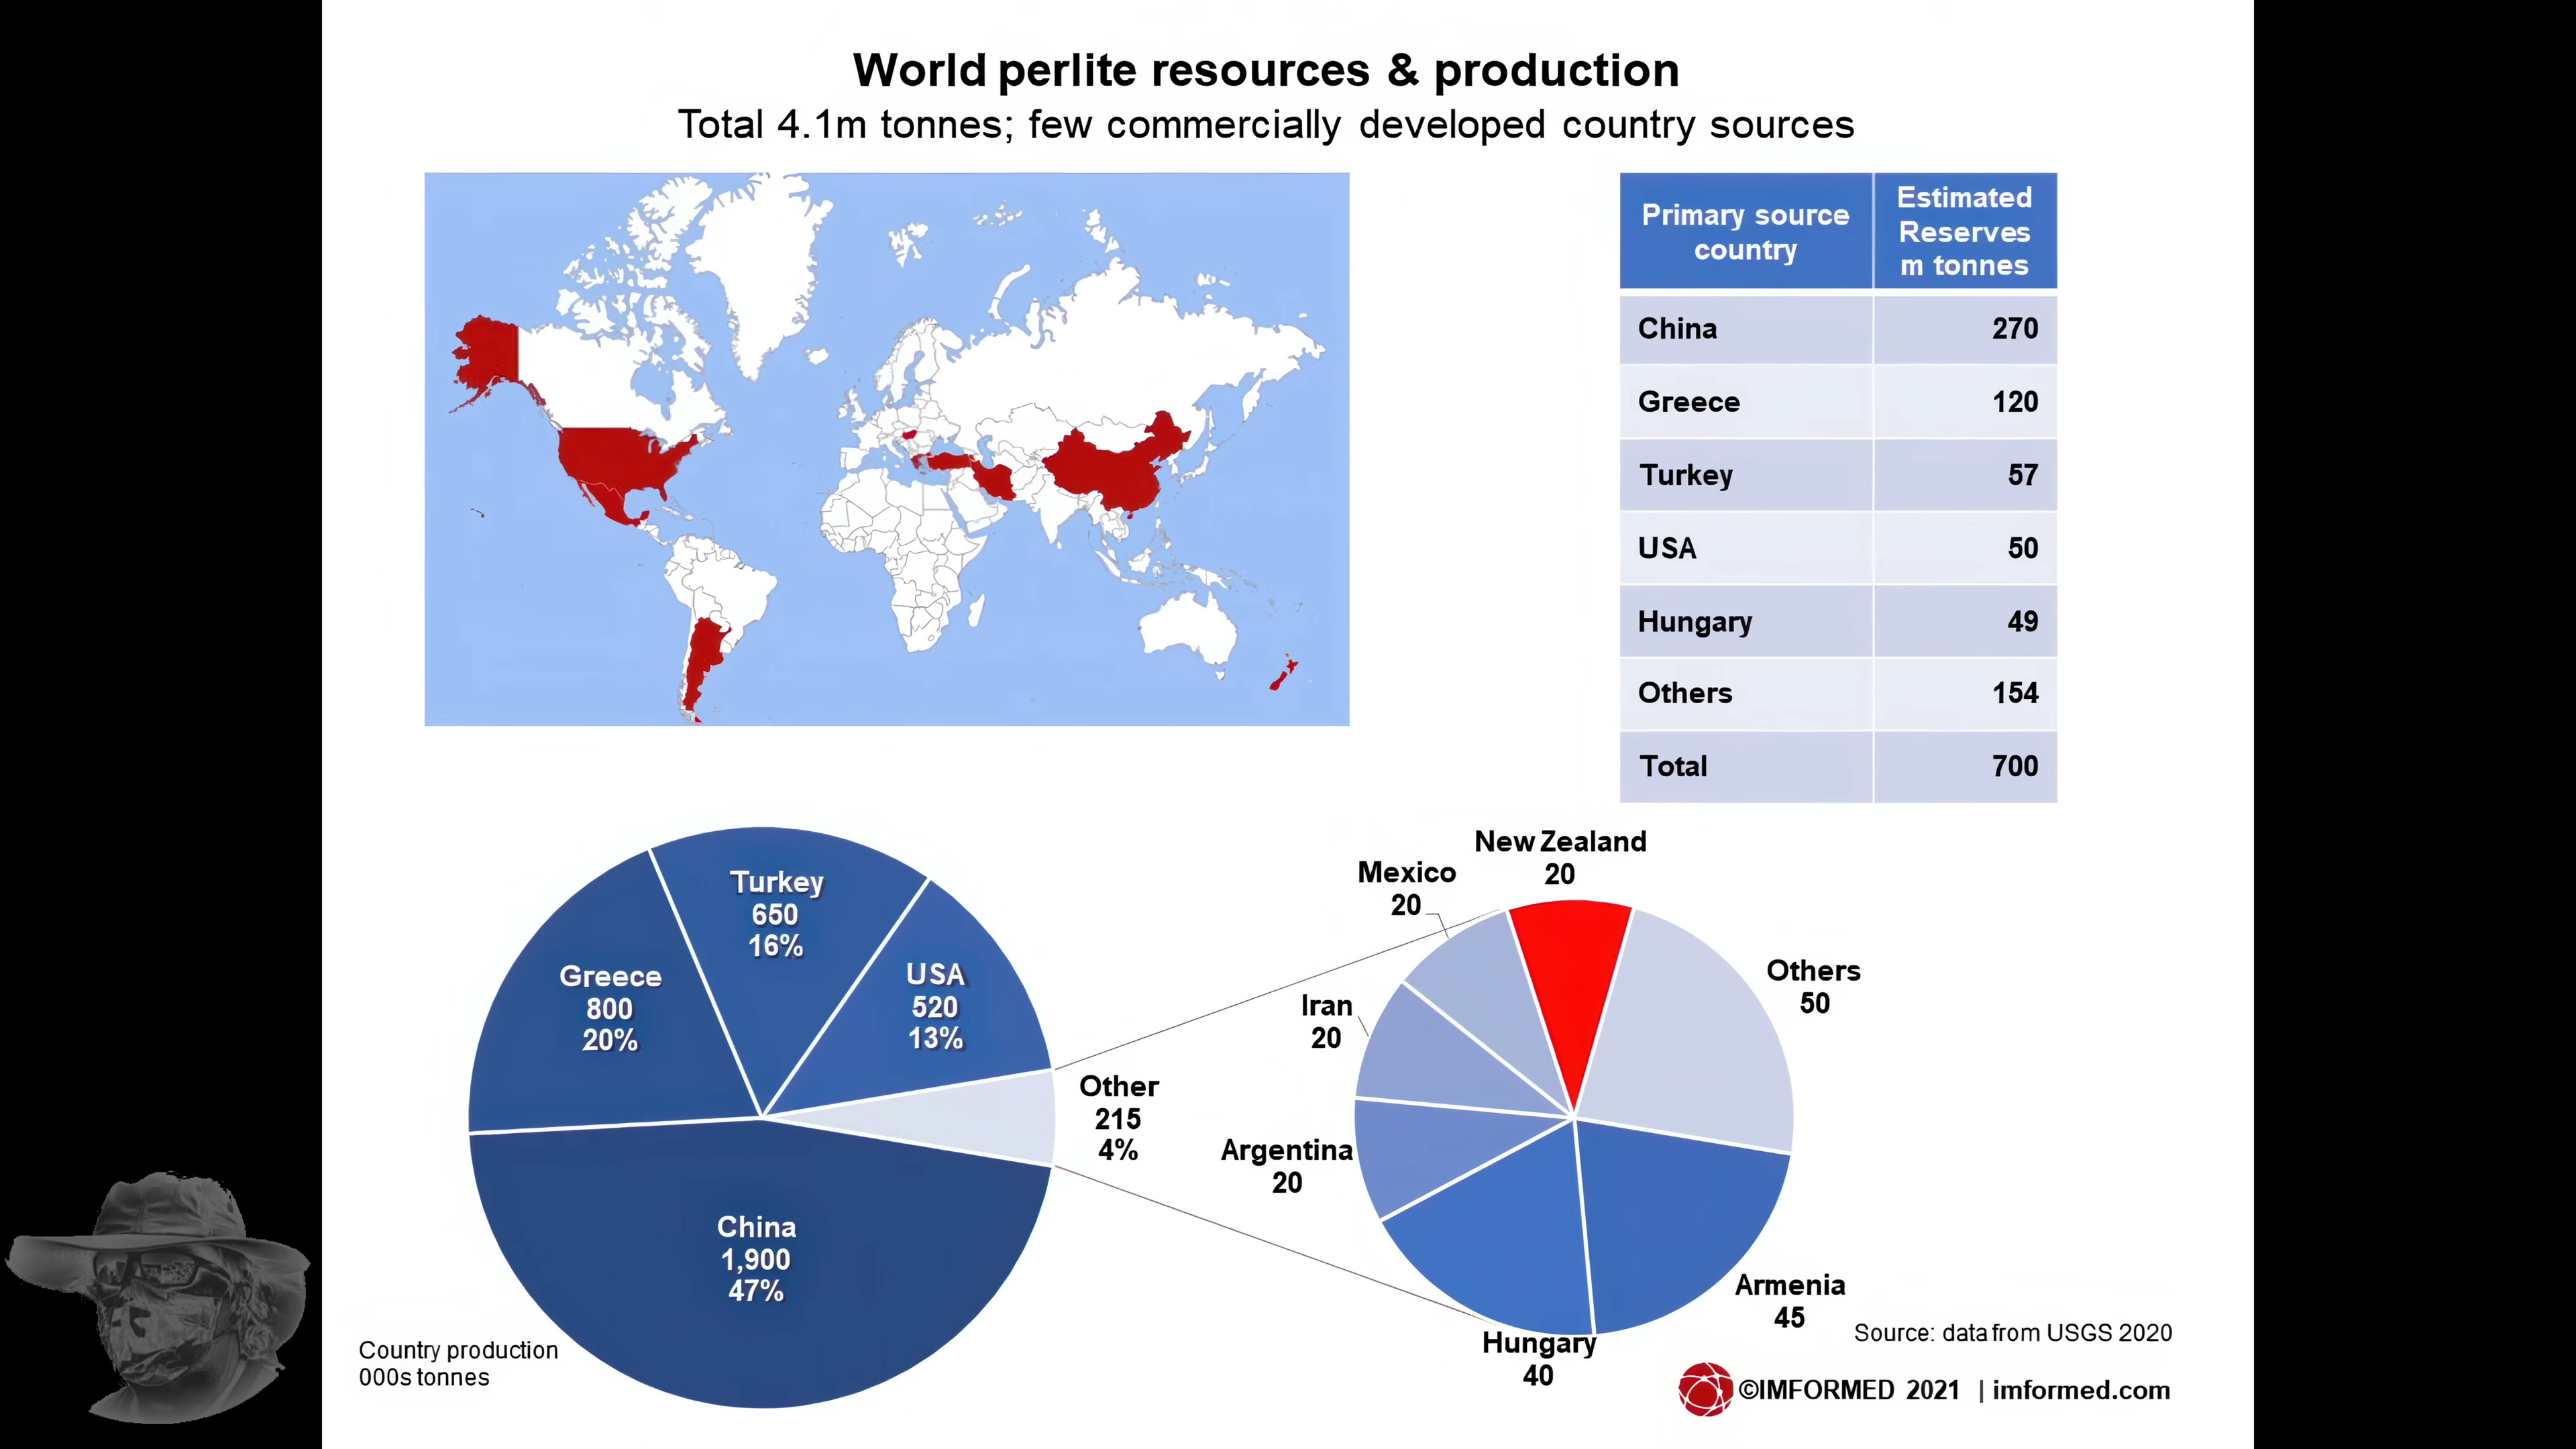 World perlite resources & production
Total 4.1m tonnes; few commercially developed country sources
Primary source
country
Estimated
Reserves
m tonnes
China 270
Greece 120
Turkey 57
USA 50
Hungary 49
Others 154
Total 700
Turkey
650
16%
Greece
800
20%
USA
520
13%
Other
215
4%
China
1,900
47%
Country production
000s tonnes
New Zealand
20
Mexico
20
Iran
20
Argentina
20
Hungary
40
Armenia
45
Others
50
Source: data from USGS 2020
©IMFORMED 2021 | imformed.com